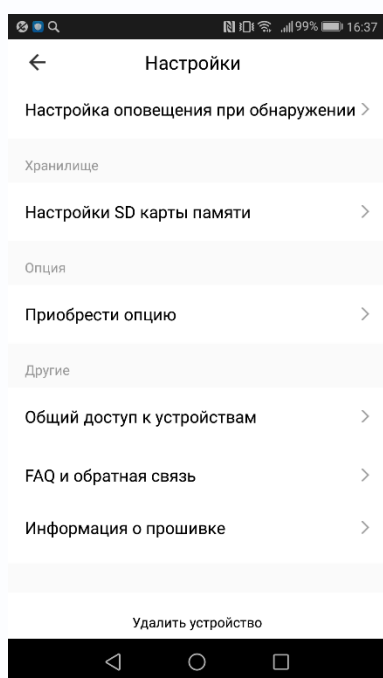 99% 16:37
Настройки
Настройка оповещения при обнаружении
Хранилище
Настройки SD карты памяти
Опция
Приобрести опцию
Другие
Общий доступ к устройствам
FAQ и обратная связь
Информация о прошивке
Удалить устройство